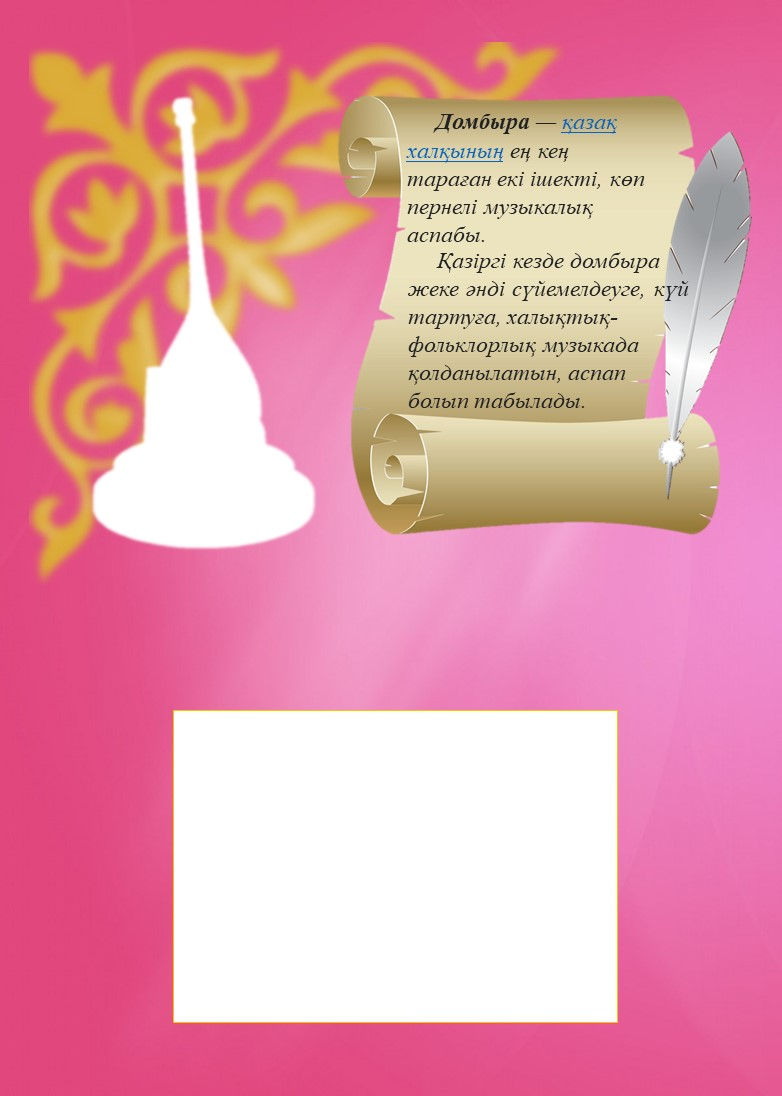 Домбыра — қазақ
халқының ең кең
тараған екі ішекті, көп
пернелі музыкалық
аспабы.
Қазіргі кезде домбыра
жеке әнді сүйемелдеуге, күй
тартуға, халықтық-
фольклорлық музыкада
қолданылатын, аспап
болып табылады.